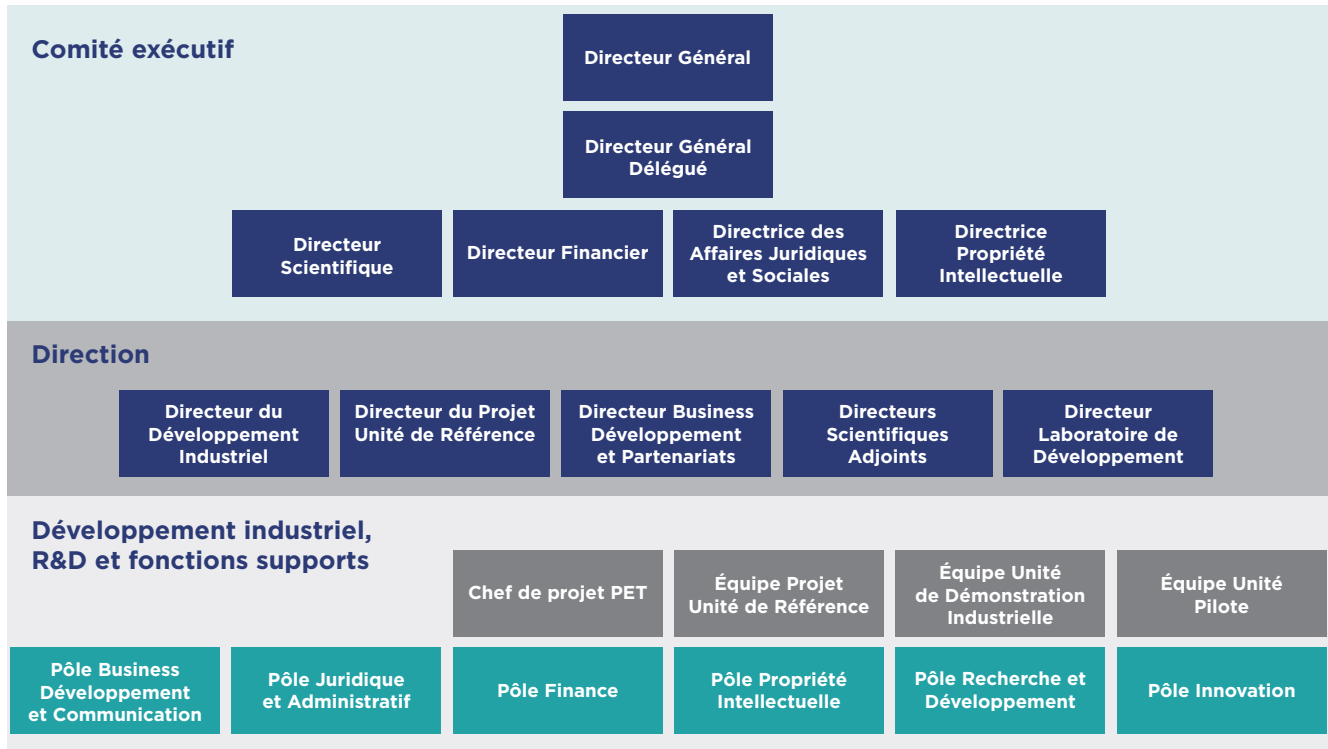 Comité exécutif
Directeur Général
Directeur Général
Délégué
Directeur
Scientifique
Directeur Financier
Directrice des
Affaires Juridiques
et Sociales
Directrice
Propriété
Intellectuelle
Direction
Directeur du
Développement
Industriel
Directeur du Projet
Unité de Référence
Directeur Business
Développement
et Partenariats
Directeurs
Scientifiques
Adjoints
Directeur
Laboratoire de
Développement
Développement industriel,
R&D et fonctions supports
Chef de projet PET
Équipe Projet
Unité de Référence
Équipe Unité
de Démonstration
Industrielle
Équipe Unité
Pilote
Pôle Business
Développement
et Communication
Pôle Juridique
et Administratif
Pôle Finance
Pôle Propriété
Intellectuelle
Pôle Recherche et
Développement
Pôle Innovation